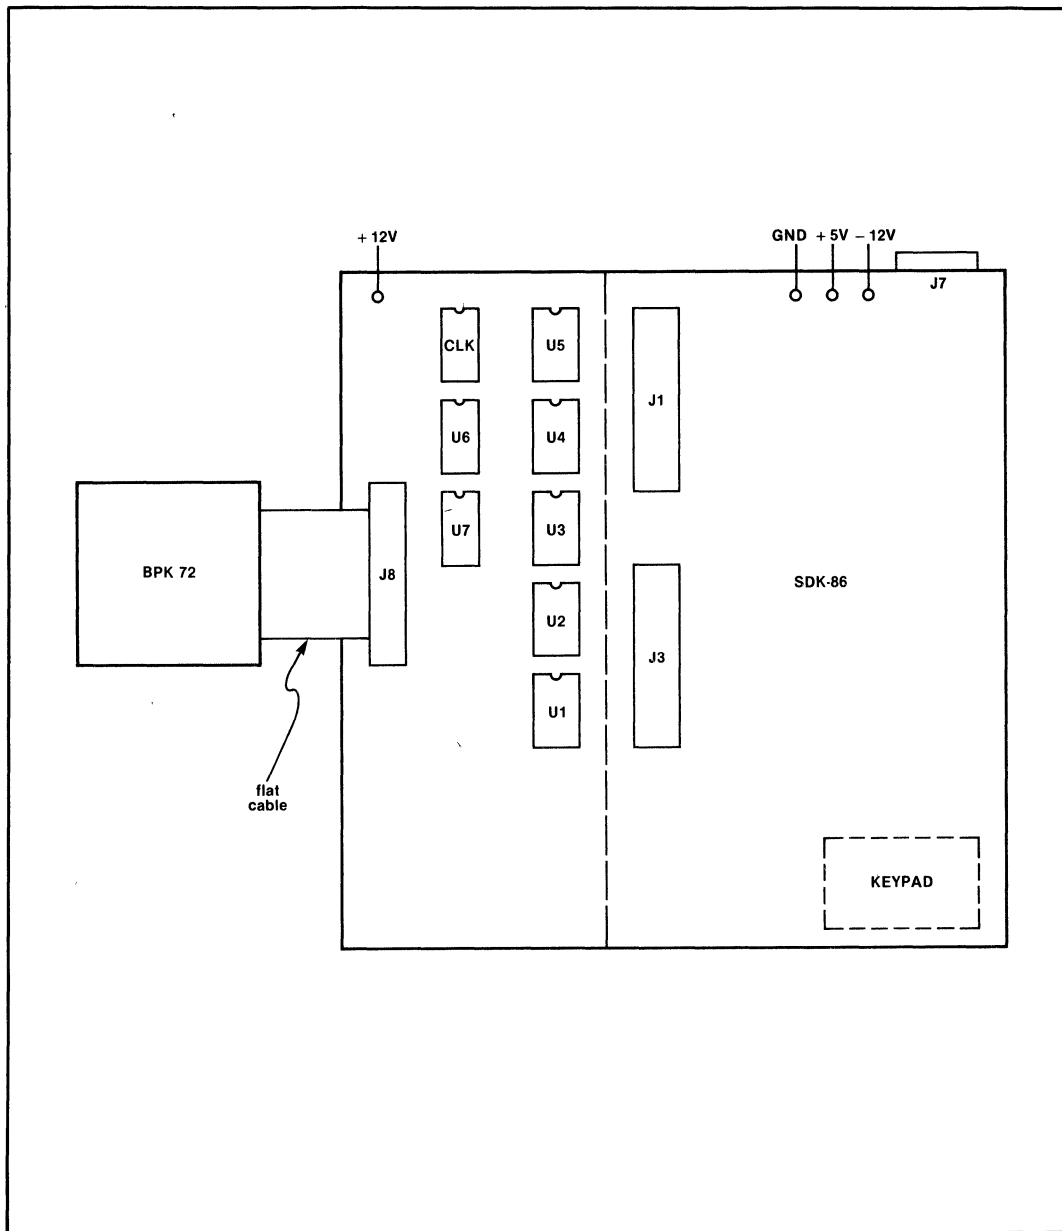 + 12V
GND + 5V – 12V
J7
CLK
U5
J1
U6
U4
U7
U3
BPK 72
J8
SDK-86
U2
J3
U1
flat
cable
KEYPAD